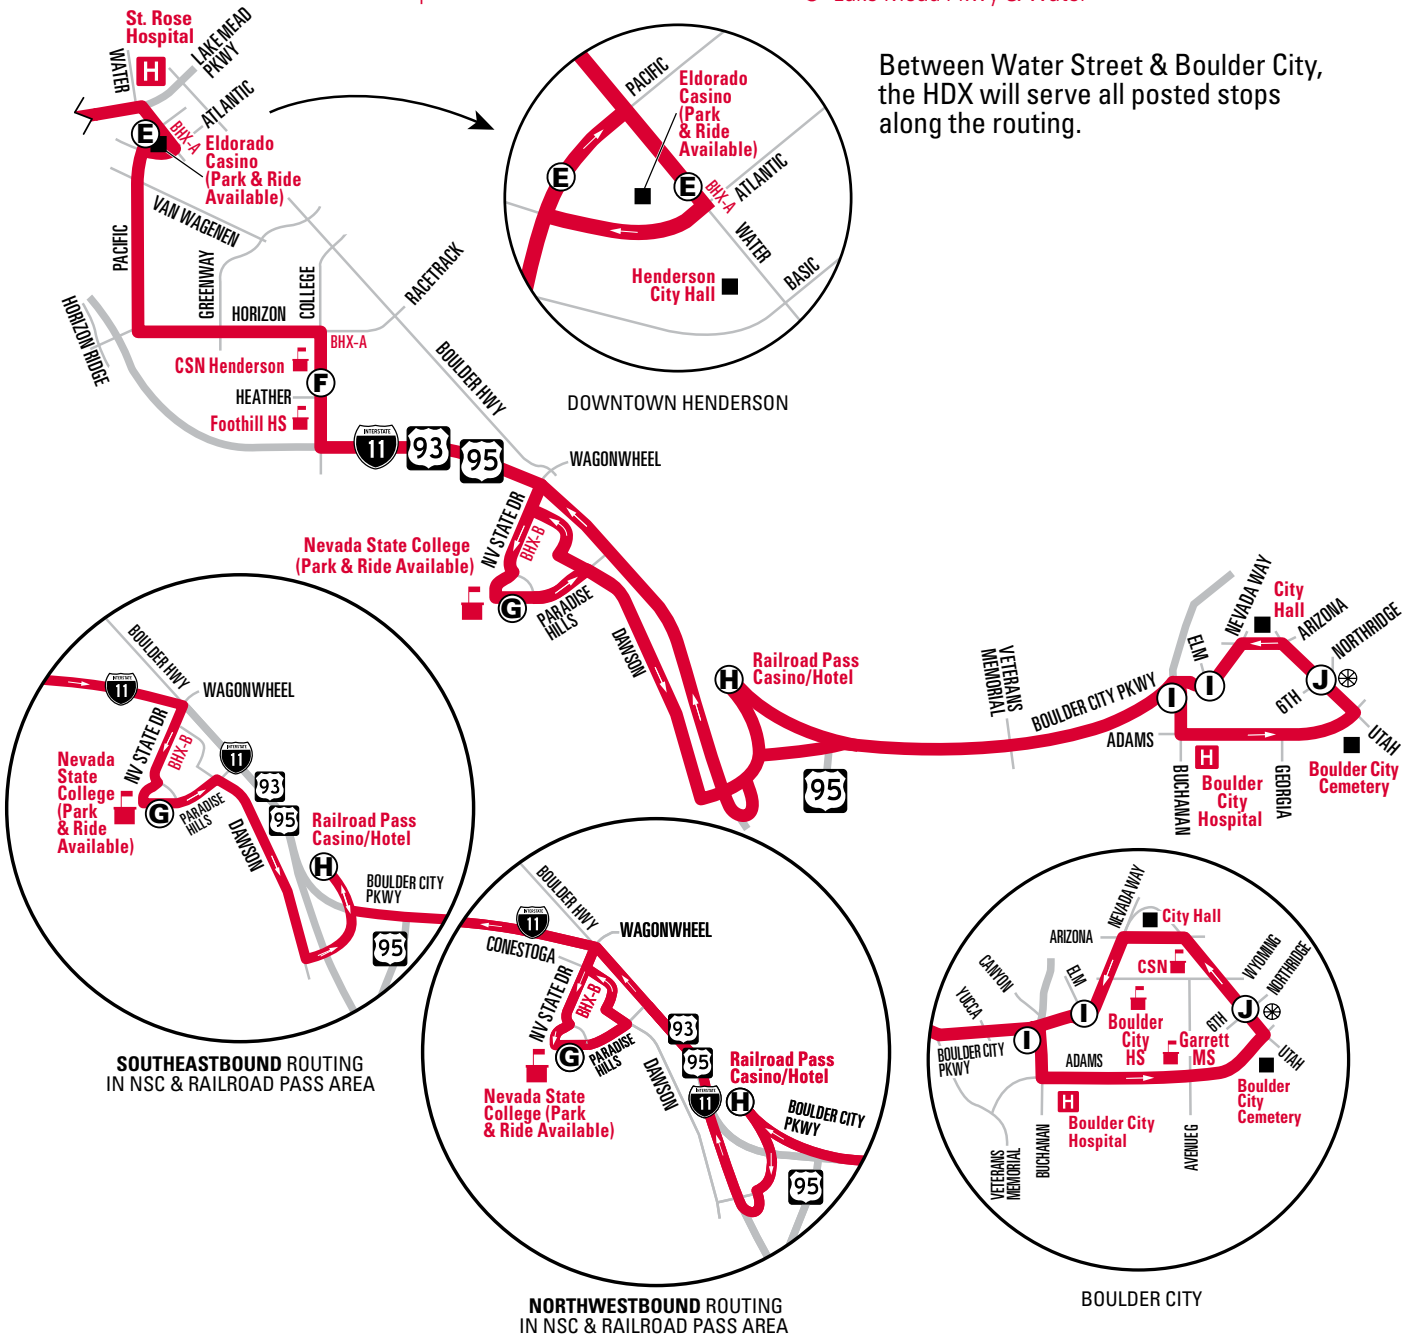 St. Rose
Hospital
H
WATER
LAKE MEAD
PKWY
ATLANTIC
BHX-A
E
Eldorado
Casino
(Park & Ride
Available)
VAN WAGENEN
PACIFIC
GREENWAY
COLLEGE
HORIZON
RACETRACK
HORIZON RIDGE
BHX-A
CSN Henderson
F
HEATHER
Foothill HS
BOULDER HWY
INTERSTATE
11
93
95
WAGONWHEEL
NV STATE DR
BHX-B
Nevada State College
(Park & Ride Available)
G
PARADISE
HILLS
DAWSON
H
Railroad Pass
Casino/Hotel
95
VETERANS
MEMORIAL
BOULDER CITY PKWY
I
I
ELM
NEVADA WAY
City
Hall
ARIZONA
NORTHRIDGE
J
6TH
UTAH
ADAMS
BUCHANAN
H
Boulder
City
Hospital
GEORGIA
Boulder City
Cemetery
Between Water Street & Boulder City,
the HDX will serve all posted stops
along the routing.
PACIFIC
Eldorado
Casino
(Park
& Ride
Available)
E
E
BHX-A
ATLANTIC
WATER
BASIC
Henderson
City Hall
DOWNTOWN HENDERSON
BOULDER HWY
INTERSTATE
11
WAGONWHEEL
NV STATE DR
BHX-B
INTERSTATE
11
93
95
Nevada
State
College
(Park
& Ride
Available)
G
PARADISE
HILLS
DAWSON
Railroad Pass
Casino/Hotel
H
BOULDER CITY
PKWY
95
SOUTHEASTBOUND ROUTING
IN NSC & RAILROAD PASS AREA
BOULDER HWY
INTERSTATE
11
WAGONWHEEL
CONESTOGA
NV STATE DR
BHX-B
G
PARADISE
HILLS
93
95
INTERSTATE
11
DAWSON
Nevada State
College (Park
& Ride Available)
Railroad Pass
Casino/Hotel
H
BOULDER CITY
PKWY
95
NORTHWESTBOUND ROUTING
IN NSC & RAILROAD PASS AREA
NEVADA WAY
City Hall
ARIZONA
CSN
WYOMING
NORTHRIDGE
CANYON
ELM
YUCCA
I
I
Boulder
City
HS
Garrett
MS
J
6TH
UTAH
BOULDER CITY
PKWY
ADAMS
Boulder
City
Cemetery
H
Boulder City
Hospital
VETERANS
MEMORIAL
BUCHANAN
AVENUE G
BOULDER CITY